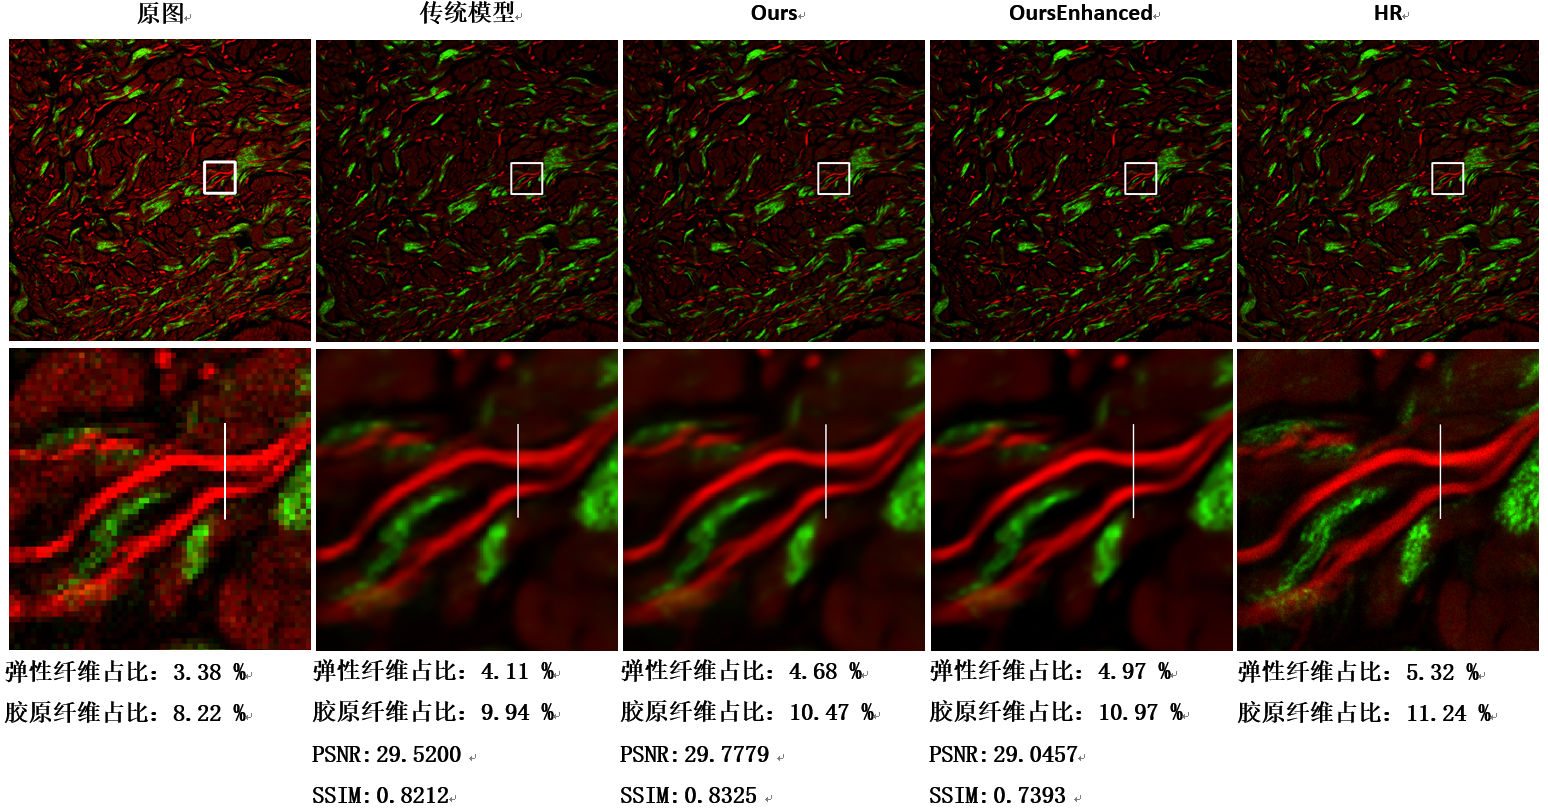 原图
传统模型
Ours
OursEnhanced
HR
弹性纤维占比：3.38 %
胶原纤维占比：8.22 %
弹性纤维占比：4.11 %
胶原纤维占比：9.94 %
PSNR:29.5200
SSIM:0.8212
弹性纤维占比：4.68 %
胶原纤维占比：10.47 %
PSNR:29.7779
SSIM:0.8325
弹性纤维占比：4.97 %
胶原纤维占比：10.97 %
PSNR:29.0457
SSIM:0.7393
弹性纤维占比：5.32 %
胶原纤维占比：11.24 %